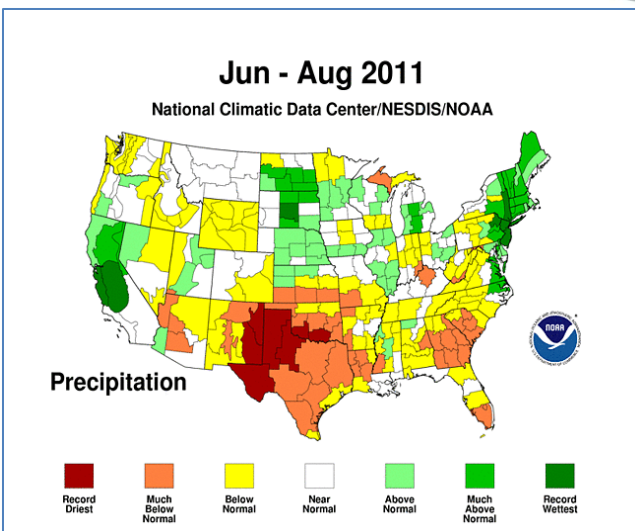 Jun - Aug 2011
National Climatic Data Center/NESDIS/NOAA
NOAA
Precipitation
Record Driest
Much Below Normal
Below Normal
Near Normal
Above Normal
Much Above Normal
Record Wettest